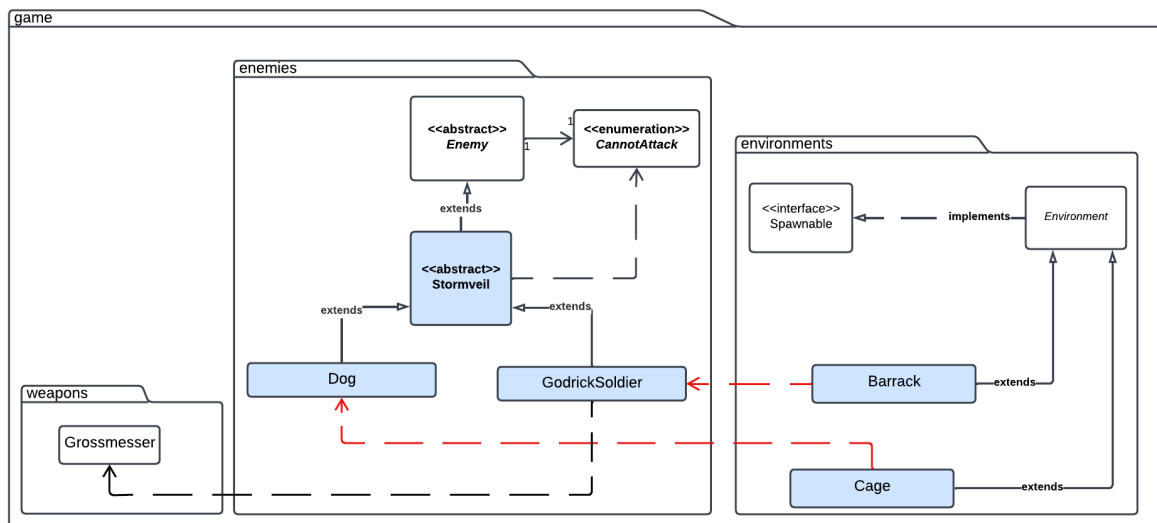 game
enemies
<<abstract>>
Enemy
1
1
<<enumeration>>
CannotAttack
extends
<<abstract>>
Stormveil
extends
extends
Dog
GodrickSoldier
weapons
Grossmesser
environments
<<interface>>
Spawnable
implements
Environment
Barrack
extends
Cage
extends